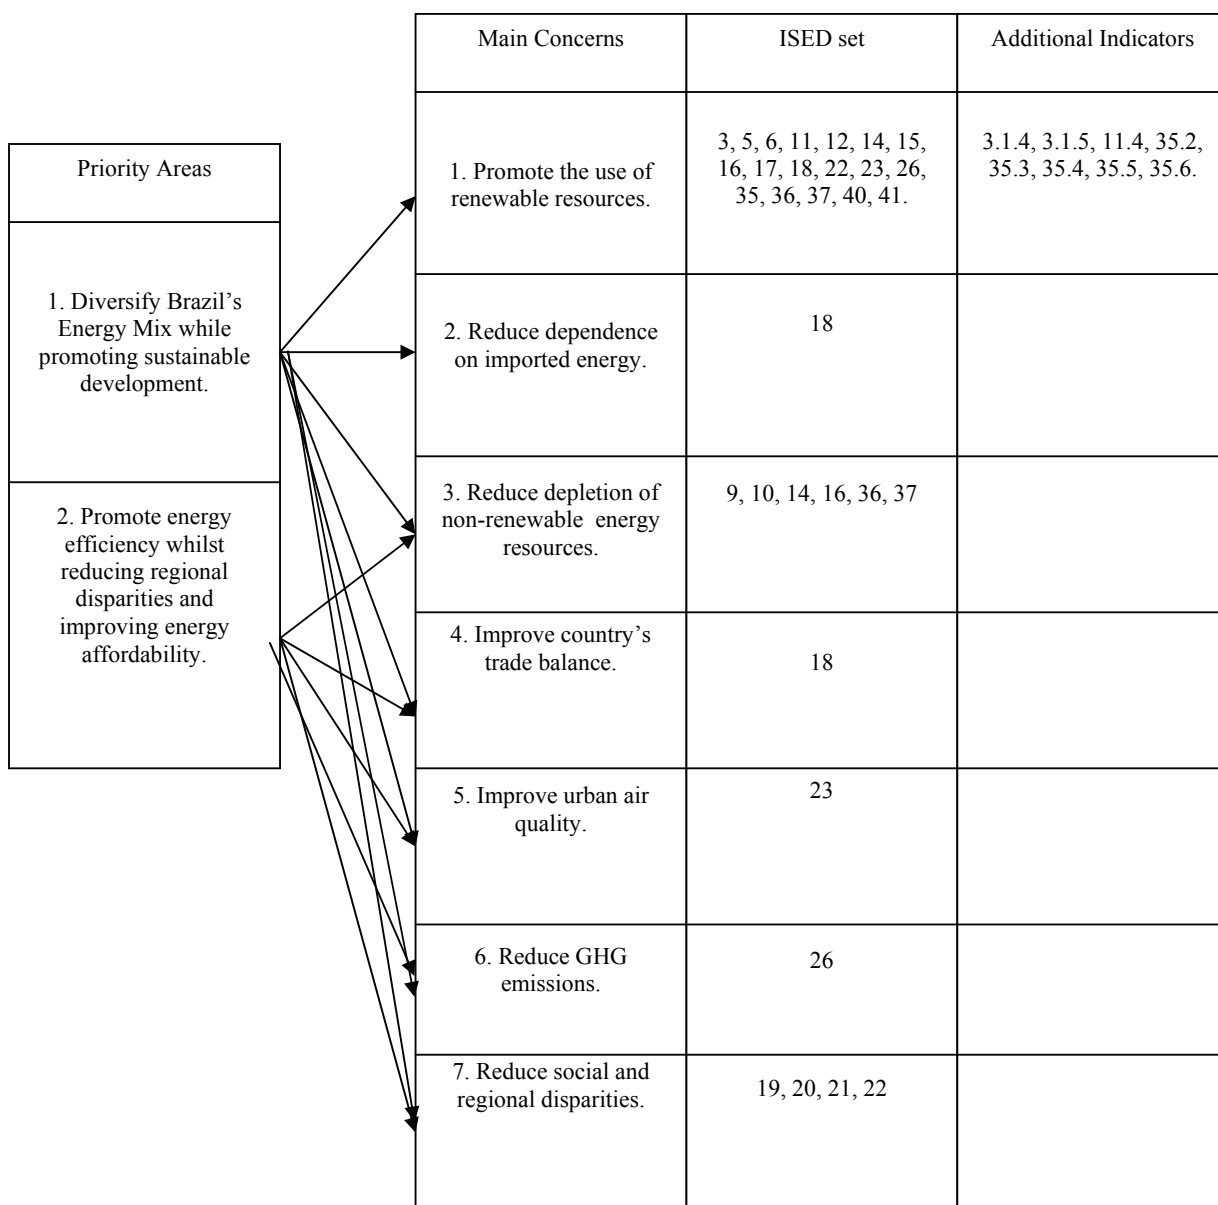 Priority Areas
1. Diversify Brazil’s
Energy Mix while
promoting sustainable
development.
2. Promote energy
efficiency whilst
reducing regional
disparities and
improving energy
affordability.
Main Concerns
ISED set
Additional Indicators
1. Promote the use of
renewable resources.
3, 5, 6, 11, 12, 14, 15,
16, 17, 18, 22, 23, 26,
35, 36, 37, 40, 41.
3.1.4, 3.1.5, 11.4, 35.2,
35.3, 35.4, 35.5, 35.6.
2. Reduce dependence
on imported energy.
18
3. Reduce depletion of
non-renewable energy
resources.
9, 10, 14, 16, 36, 37
4. Improve country’s
trade balance.
18
5. Improve urban air
quality.
23
6. Reduce GHG
emissions.
26
7. Reduce social and
regional disparities.
19, 20, 21, 22